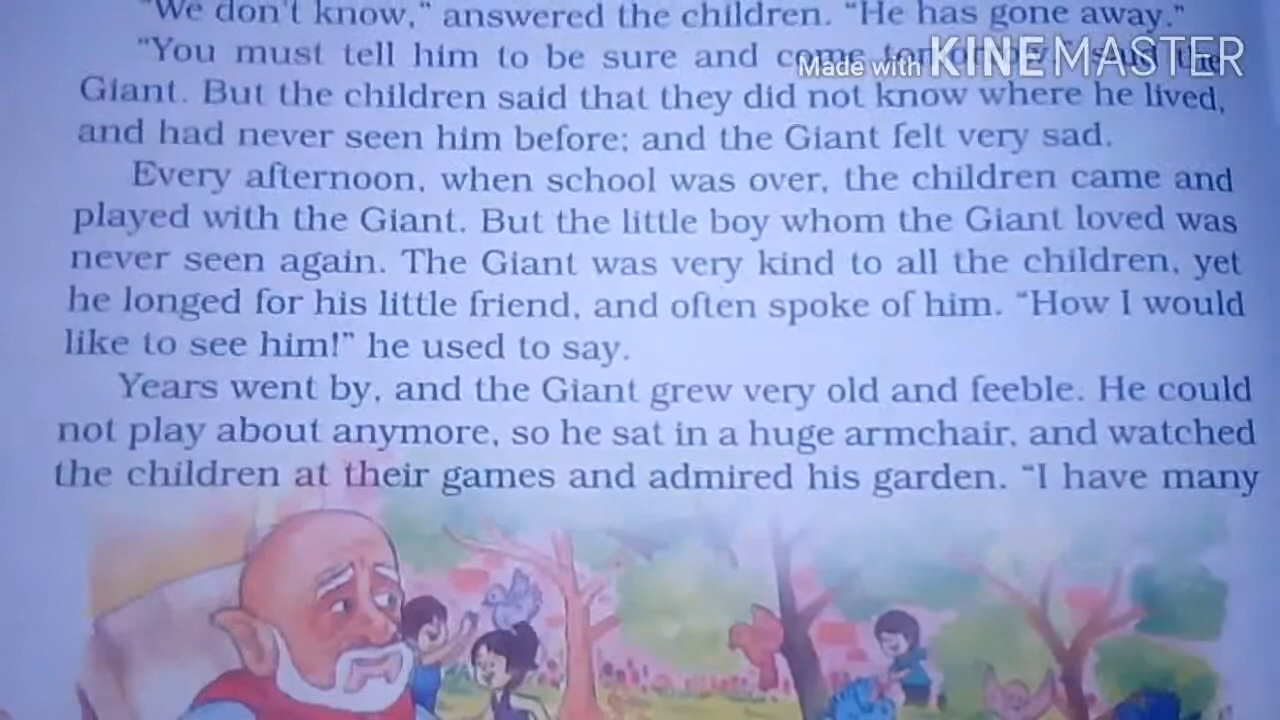 "We don't know," answered the children. "He has gone away."
"You must tell him to be sure and come
Made with KINEMASTER
Giant. But the children said that they did not know where he lived,
and had never seen him before; and the Giant felt very sad.
Every afternoon, when school was over, the children came and
played with the Giant. But the little boy whom the Giant loved was
never seen again. The Giant was very kind to all the children, yet
he longed for his little friend, and often spoke of him. "How I would
like to see him!" he used to say.
Years went by, and the Giant grew very old and feeble. He could
not play about anymore, so he sat in a huge armchair, and watched
the children at their games and admired his garden. "I have many